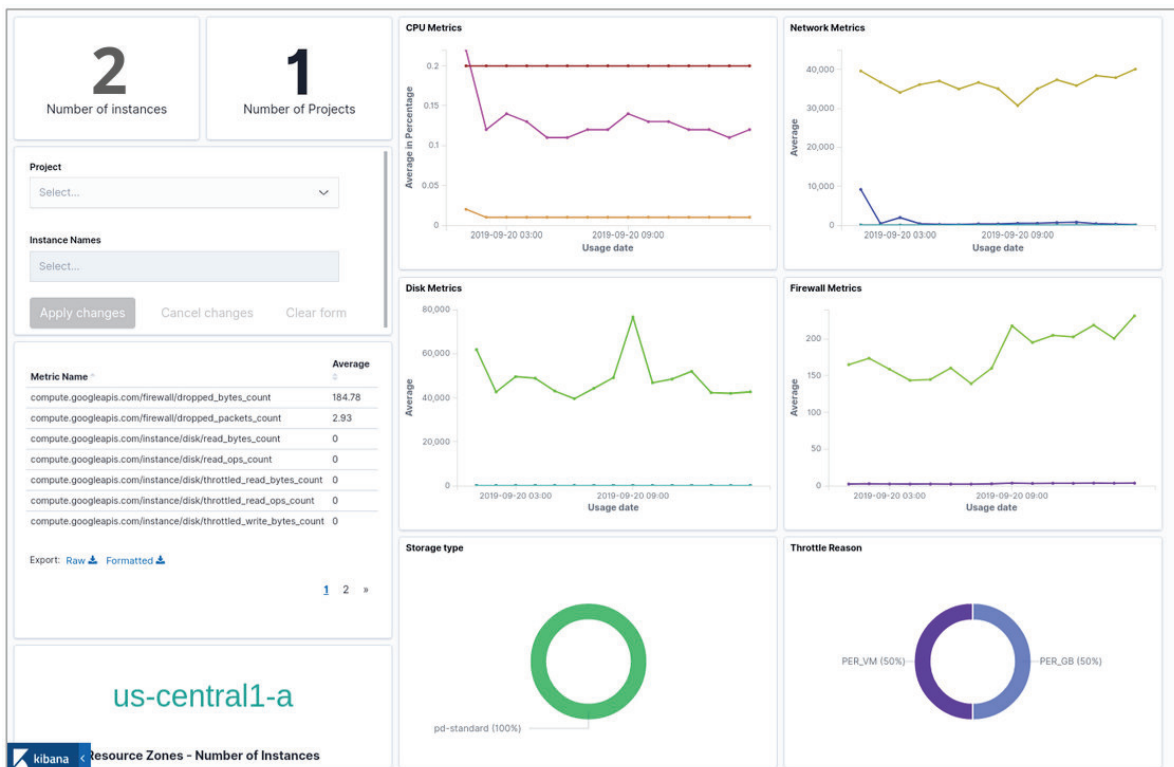 2
Number of instances
1
Number of Projects
Project
Select...
Instance Names
Select...
Apply changes
Cancel changes
Clear form
Metric Name
Average
compute.googleapis.com/firewall/dropped_bytes_count 184.78
compute.googleapis.com/firewall/dropped_packets_count 2.93
compute.googleapis.com/instance/disk/read_bytes_count 0
compute.googleapis.com/instance/disk/read_ops_count 0
compute.googleapis.com/instance/disk/throttled_read_bytes_count 0
compute.googleapis.com/instance/disk/throttled_read_ops_count 0
compute.googleapis.com/instance/disk/throttled_write_bytes_count 0
Export: Raw Formatted
1 2 »
us-central1-a
Resource Zones - Number of Instances
kibana
CPU Metrics
Average in Percentage
0.2
0.15
0.1
0.05
0
2019-09-20 03:00
2019-09-20 09:00
Usage date
Network Metrics
Average
40,000
30,000
20,000
10,000
0
2019-09-20 03:00
2019-09-20 09:00
Usage date
Disk Metrics
Average
80,000
60,000
40,000
20,000
0
2019-09-20 03:00
2019-09-20 09:00
Usage date
Firewall Metrics
Average
200
150
100
50
0
2019-09-20 03:00
2019-09-20 09:00
Usage date
Storage type
pd-standard (100%)
Throttle Reason
PER_VM (50%)
PER_GB (50%)